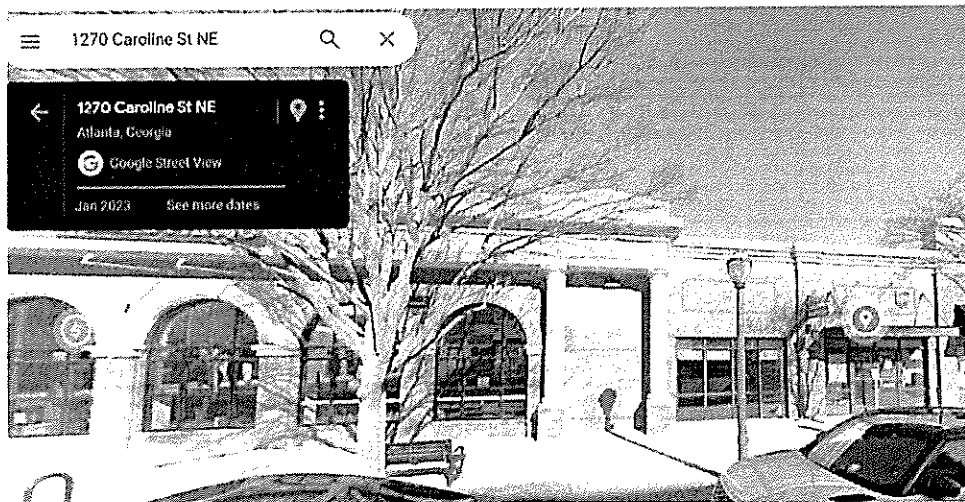 1270 Caroline St NE
1270 Caroline St NE
Atlanta, Georgia
Google Street View
Jan 2023 See more dates